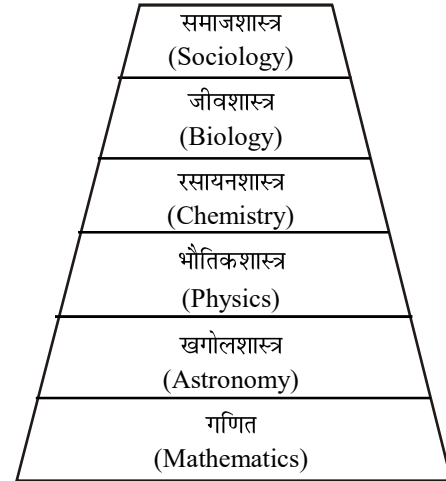 समाजशास्त्र
(Sociology)
जीवशास्त्र
(Biology)
रसायनशास्त्र
(Chemistry)
भौतिकशास्त्र
(Physics)
खगोलशास्त्र
(Astronomy)
गणित
(Mathematics)